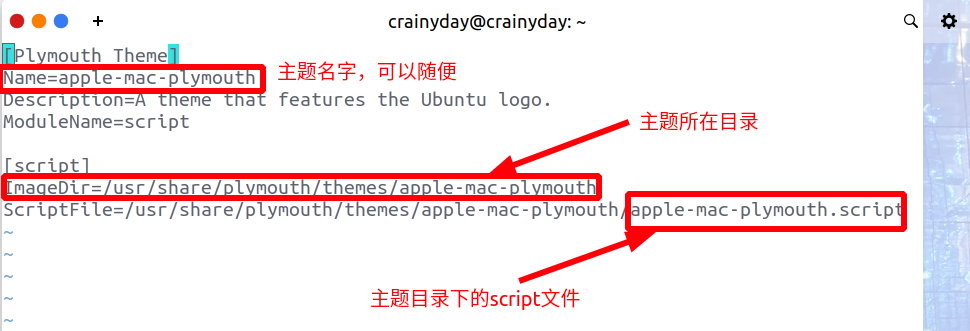 crainyday@crainyday: ~
[Plymouth Theme]
Name=apple-mac-plymouth
主题名字，可以随便
Description=A theme that features the Ubuntu logo.
ModuleName=script
主题所在目录
[script]
ImageDir=/usr/share/plymouth/themes/apple-mac-plymouth
ScriptFile=/usr/share/plymouth/themes/apple-mac-plymouth/apple-mac-plymouth.script
~
~
~
~
~
主题目录下的script文件